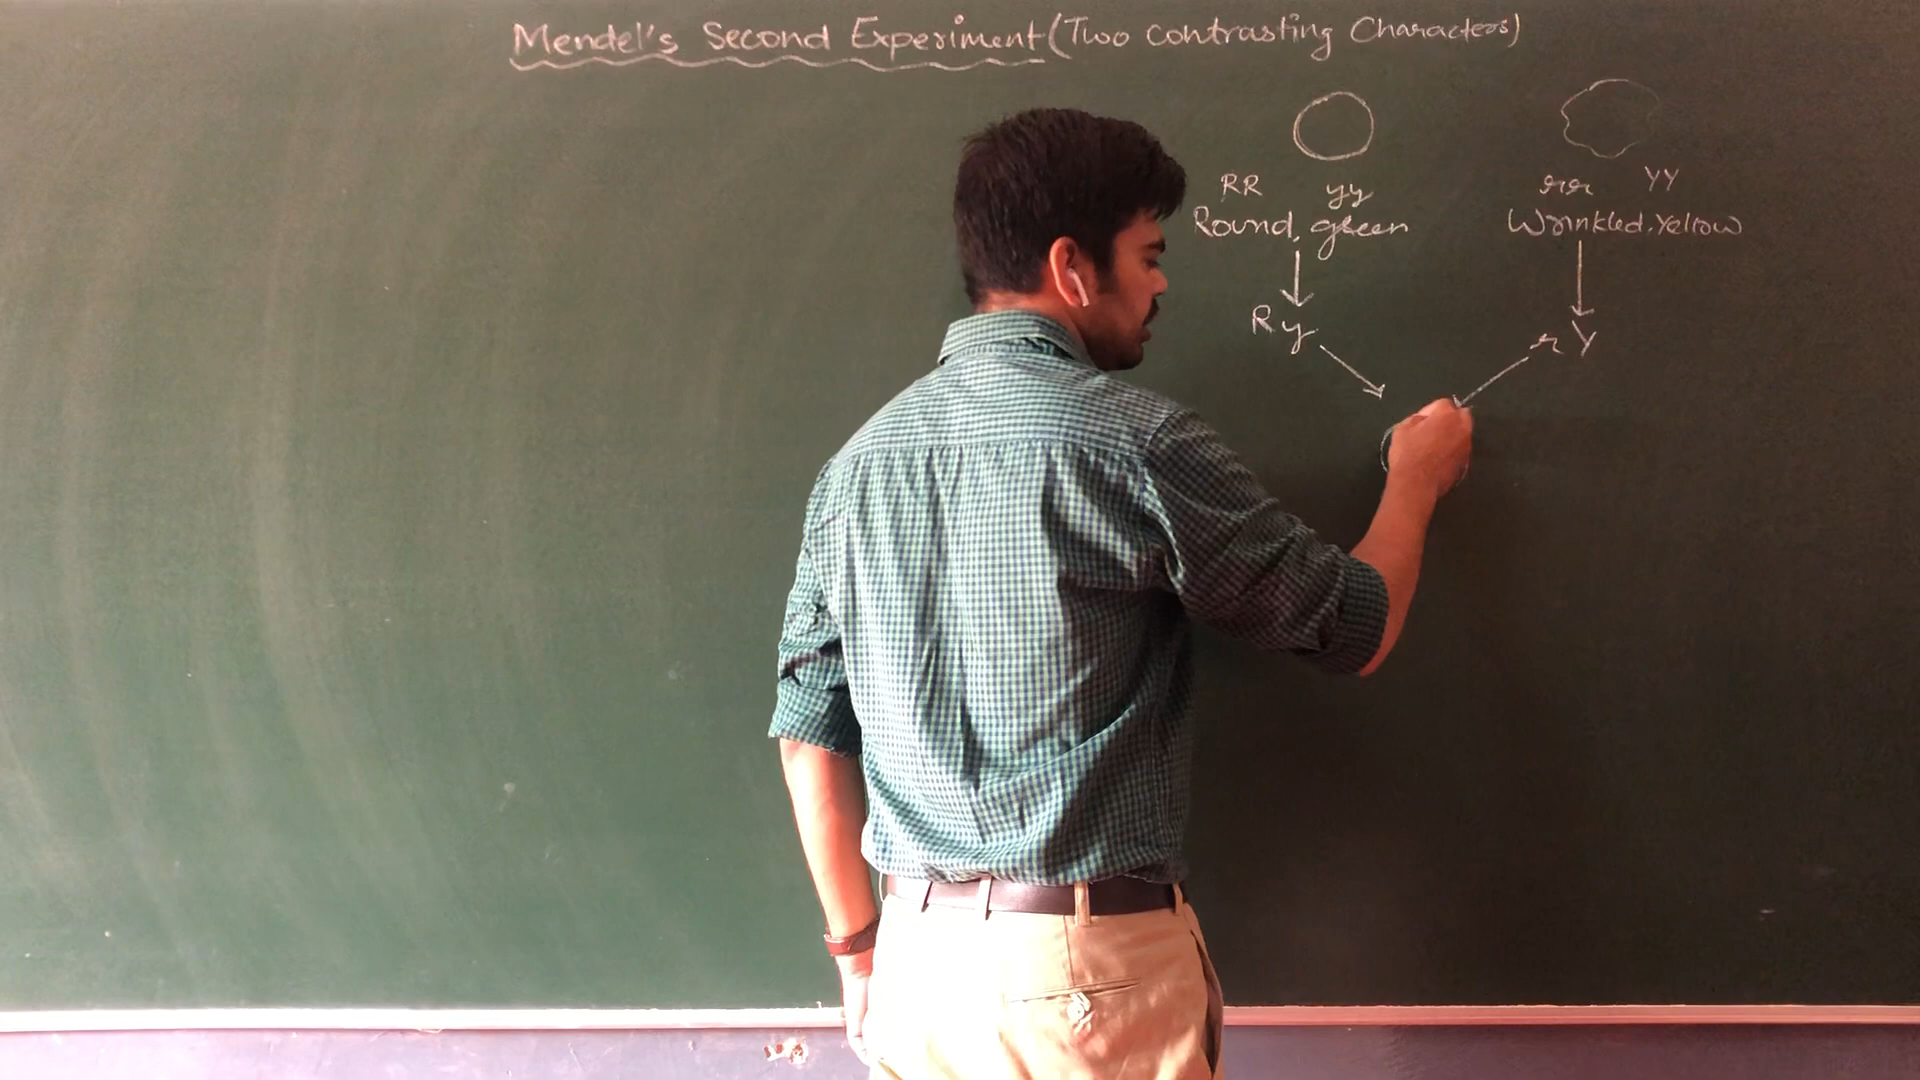 Mendel's Second Experiment (Two contrasting Characters)
RR yy rr YY
Round, green Wrinkled, Yellow
Ry rY